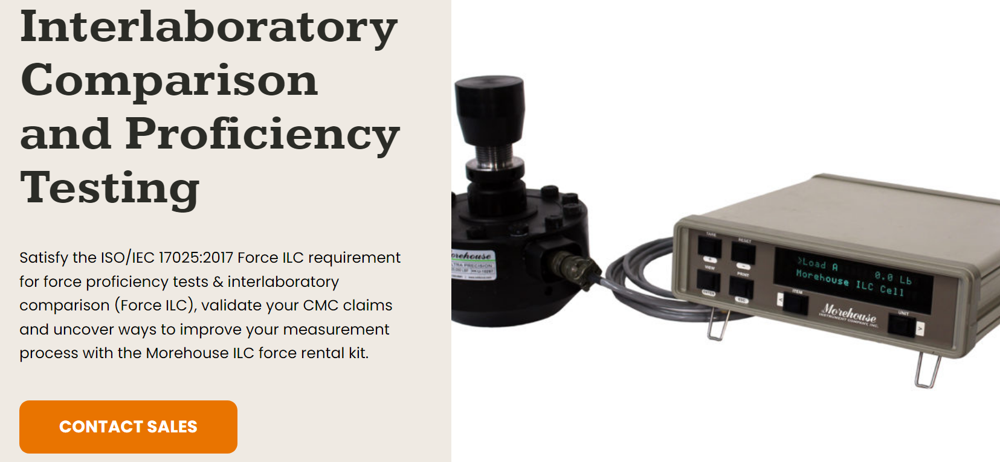 Interlaboratory
Comparison
and Proficiency
Testing
Satisfy the ISO/IEC 17025:2017 Force ILC requirement
for force proficiency tests & interlaboratory
comparison (Force ILC), validate your CMC claims
and uncover ways to improve your measurement
process with the Morehouse ILC force rental kit.
CONTACT SALES
orehouse
TRA PRECISION
TARE
RESET
+
-
VIEW
PRINT
ENTER
ESC
>Load A
0.0 Lb
Morehouse ILC Cell
ITEM
<
Morehouse
INSTRUMENT COMPANY, INC.
UNIT
>